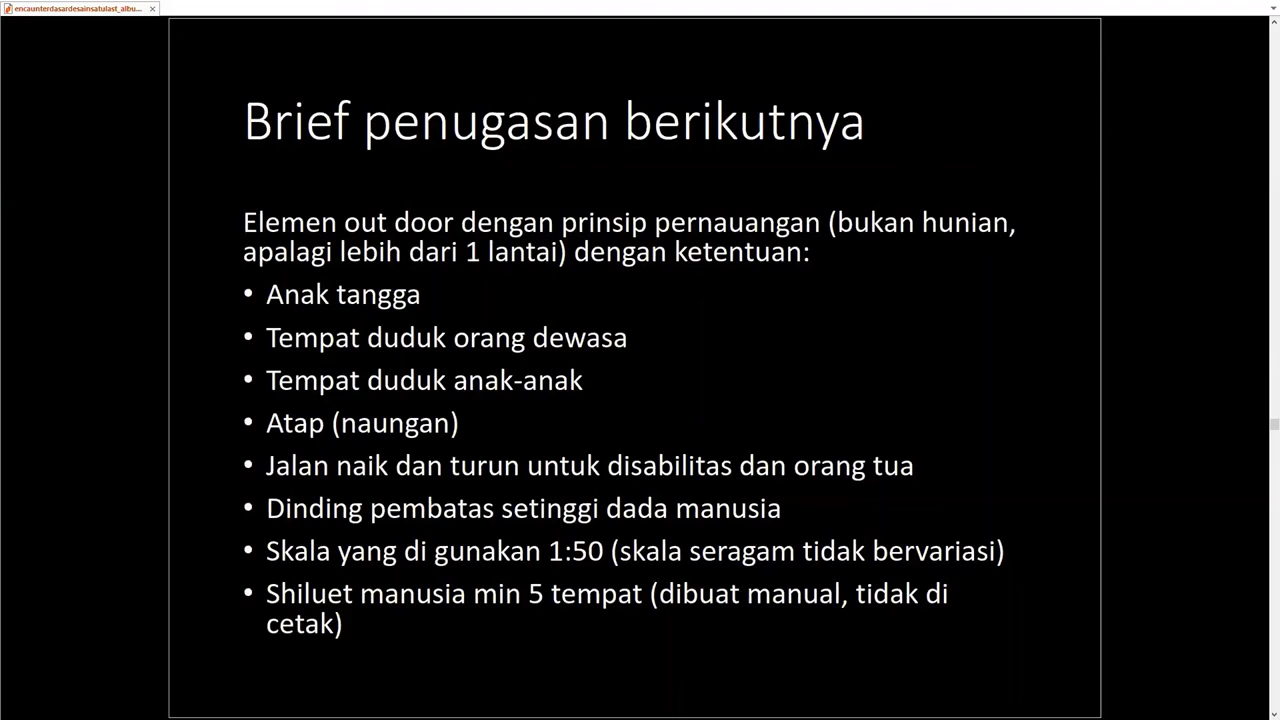 encaunterdasardesainsatulast_albu...
Brief penugasan berikutnya
Elemen out door dengan prinsip pernauangan (bukan hunian,
apalagi lebih dari 1 lantai) dengan ketentuan:
• Anak tangga
• Tempat duduk orang dewasa
• Tempat duduk anak-anak
• Atap (naungan)
• Jalan naik dan turun untuk disabilitas dan orang tua
• Dinding pembatas setinggi dada manusia
• Skala yang di gunakan 1:50 (skala seragam tidak bervariasi)
• Shiluet manusia min 5 tempat (dibuat manual, tidak di
cetak)